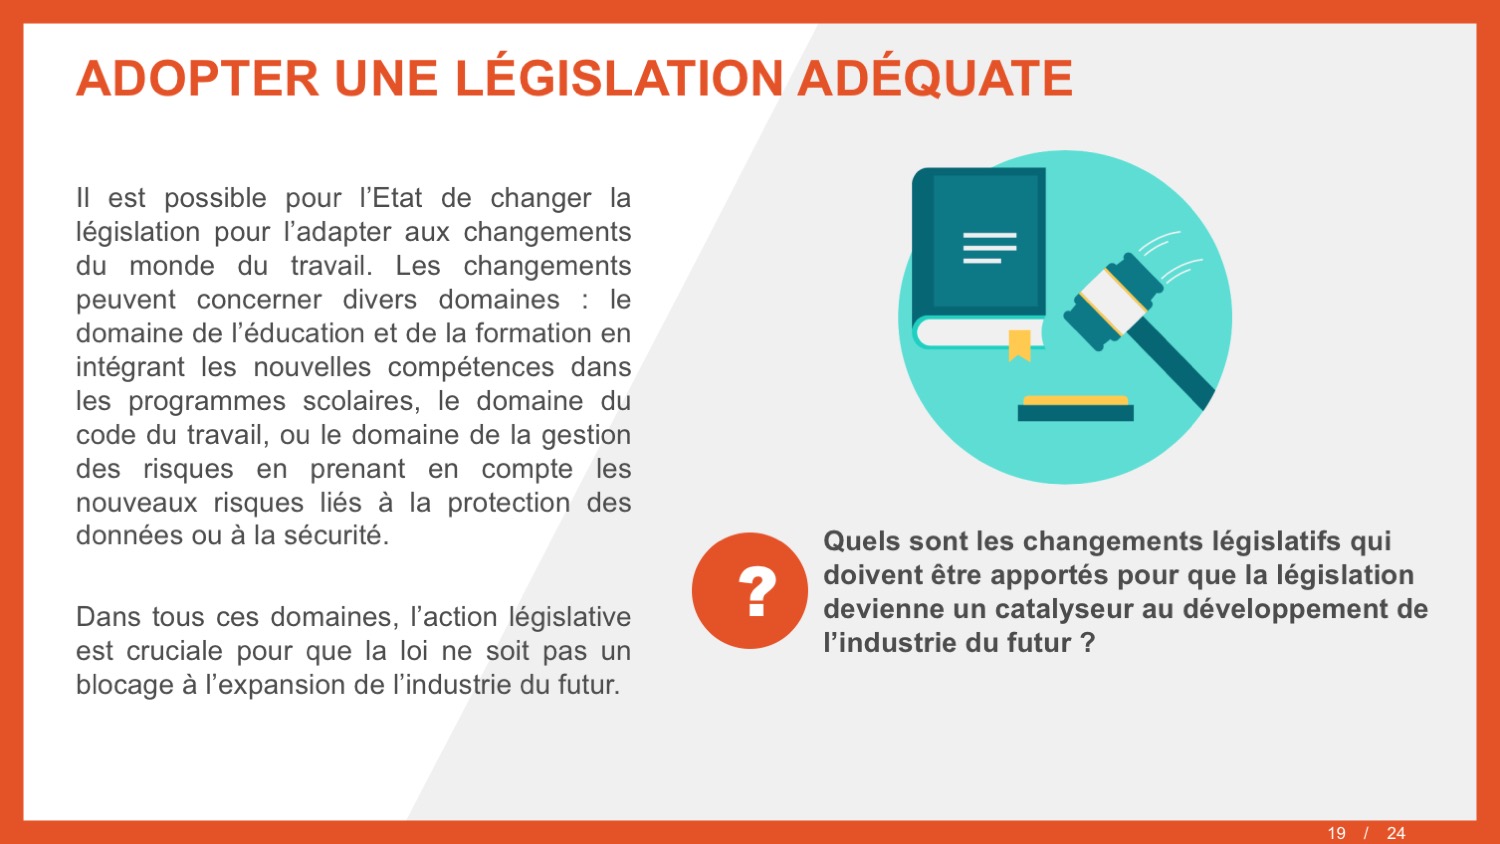 ADOPTER UNE LÉGISLATION ADÉQUATE
Il est possible pour l’Etat de changer la
législation pour l’adapter aux changements
du monde du travail. Les changements
peuvent concerner divers domaines : le
domaine de l’éducation et de la formation en
intégrant les nouvelles compétences dans
les programmes scolaires, le domaine du
code du travail, ou le domaine de la gestion
des risques en prenant en compte les
nouveaux risques liés à la protection des
données ou à la sécurité.
Dans tous ces domaines, l’action législative
est cruciale pour que la loi ne soit pas un
blocage à l’expansion de l’industrie du futur.
?
Quels sont les changements législatifs qui
doivent être apportés pour que la législation
devienne un catalyseur au développement de
l’industrie du futur ?
19 / 24